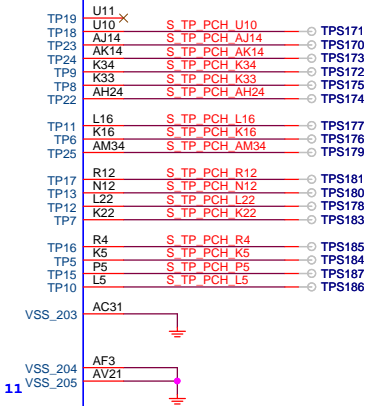 TP19 U11
TP18 U10 S_TP_PCH_U10 TPS171
TP23 AJ14 S_TP_PCH_AJ14 TPS170
TP24 AK14 S_TP_PCH_AK14 TPS173
TP9 K34 S_TP_PCH_K34 TPS172
TP8 K33 S_TP_PCH_K33 TPS175
TP22 AH24 S_TP_PCH_AH24 TPS174
TP11 L16 S_TP_PCH_L16 TPS177
TP6 K16 S_TP_PCH_K16 TPS176
TP25 AM34 S_TP_PCH_AM34 TPS179
TP17 R12 S_TP_PCH_R12 TPS181
TP13 N12 S_TP_PCH_N12 TPS180
TP12 L22 S_TP_PCH_L22 TPS178
TP7 K22 S_TP_PCH_K22 TPS183
TP16 R4 S_TP_PCH_R4 TPS185
TP5 K5 S_TP_PCH_K5 TPS184
TP15 P5 S_TP_PCH_P5 TPS187
TP10 L5 S_TP_PCH_L5 TPS186
VSS_203 AC31
VSS_204 AF3
11 VSS_205 AV21